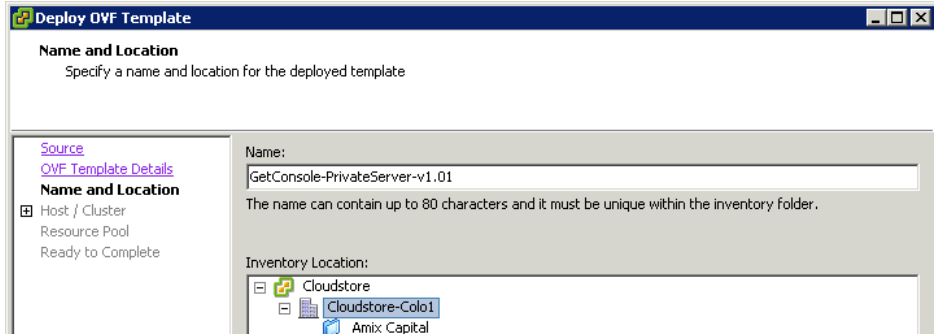 Deploy OVF Template
Name and Location
Specify a name and location for the deployed template
Source
OVF Template Details
Name and Location
Host / Cluster
Resource Pool
Ready to Complete
Name:
GetConsole-PrivateServer-v1.01
The name can contain up to 80 characters and it must be unique within the inventory folder.
Inventory Location:
Cloudstore
Cloudstore-Colo1
Amix Capital